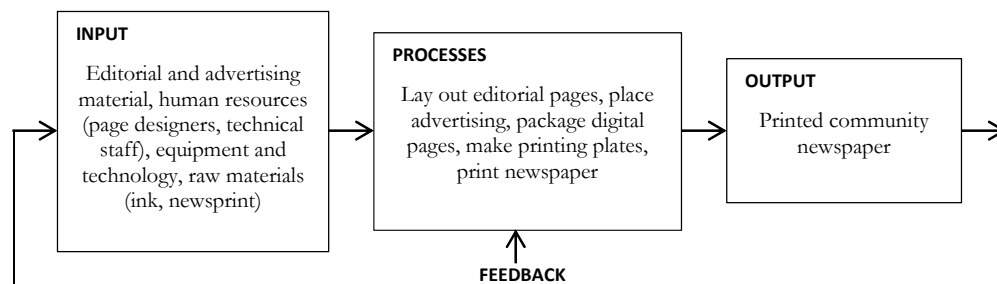 INPUT
Editorial and advertising
material, human resources
(page designers, technical
staff), equipment and
technology, raw materials
(ink, newsprint)
PROCESSES
Lay out editorial pages, place
advertising, package digital
pages, make printing plates,
print newspaper
OUTPUT
Printed community
newspaper
FEEDBACK